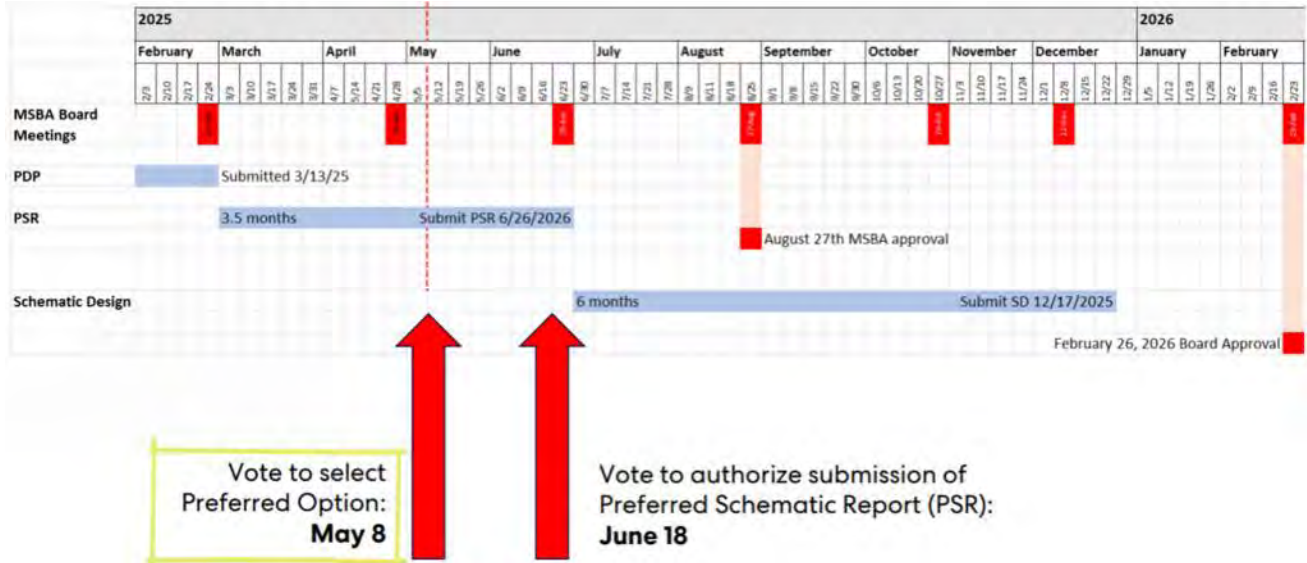 2025 2026
February March April May June July August September October November December January February
2/3 2/10 2/17 2/24 3/3 3/10 3/17 3/24 3/31 4/7 5/14 4/21 4/28 5/5 5/12 5/19 5/26 6/2 6/9 6/16 6/23 6/30 7/7 7/14 7/21 7/28 8/9 8/11 8/18 8/25 9/1 9/8 9/15 9/22 9/30 10/6 10/13 10/20 10/27 11/3 11/10 11/17 11/24 12/1 12/8 12/15 12/22 12/29 1/5 1/12 1/19 1/26 2/2 2/9 2/16 2/23
MSBA Board
Meetings
PDP Submitted 3/13/25
PSR 3.5 months Submit PSR 6/26/2026
August 27th MSBA approval
Schematic Design 6 months Submit SD 12/17/2025
February 26, 2026 Board Approval
Vote to select
Preferred Option:
May 8
Vote to authorize submission of
Preferred Schematic Report (PSR):
June 18